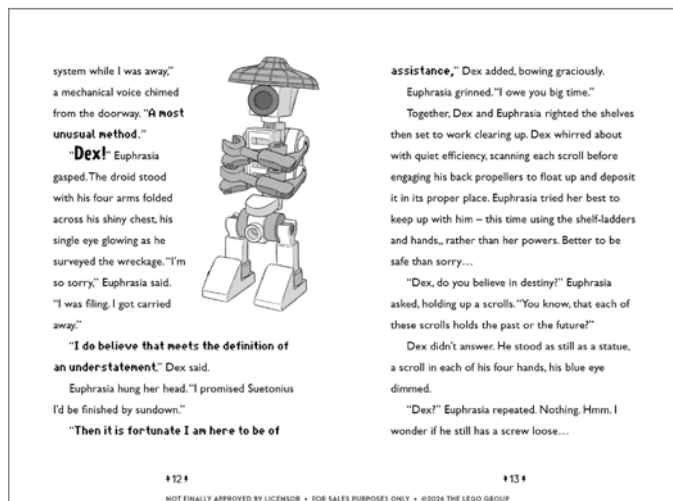 system while I was away,”
a mechanical voice chimed
from the doorway. “A most
unusual method.”
“Dex!” Euphrasia
gasped. The droid stood
with his four arms folded
across his shiny chest, his
single eye glowing as he
surveyed the wreckage. “I’m
so sorry,” Euphrasia said.
“I was filing. I got carried
away.”
“I do believe that meets the definition of
an understatement,” Dex said.
Euphrasia hung her head. “I promised Suetonius
I’d be finished by sundown.”
“Then it is fortunate I am here to be of
12
assistance,” Dex added, bowing graciously.
Euphrasia grinned. “I owe you big time.”
Together, Dex and Euphrasia righted the shelves
then set to work clearing up. Dex whirred about
with quiet efficiency, scanning each scroll before
engaging his back propellers to float up and deposit
it in its proper place. Euphrasia tried her best to
keep up with him – this time using the shelf-ladders
and hands,, rather than her powers. Better to be
safe than sorry…
“Dex, do you believe in destiny?” Euphrasia
asked, holding up a scrolls. “You know, that each of
these scrolls holds the past or the future?”
Dex didn’t answer. He stood as still as a statue,
a scroll in each of his four hands, his blue eye
dimmed.
“Dex?” Euphrasia repeated. Nothing. Hmm. I
wonder if he still has a screw loose…
13
NOT FINALLY APPROVED BY LICENSOR • FOR SALES PURPOSES ONLY • ©2026 THE LEGO GROUP